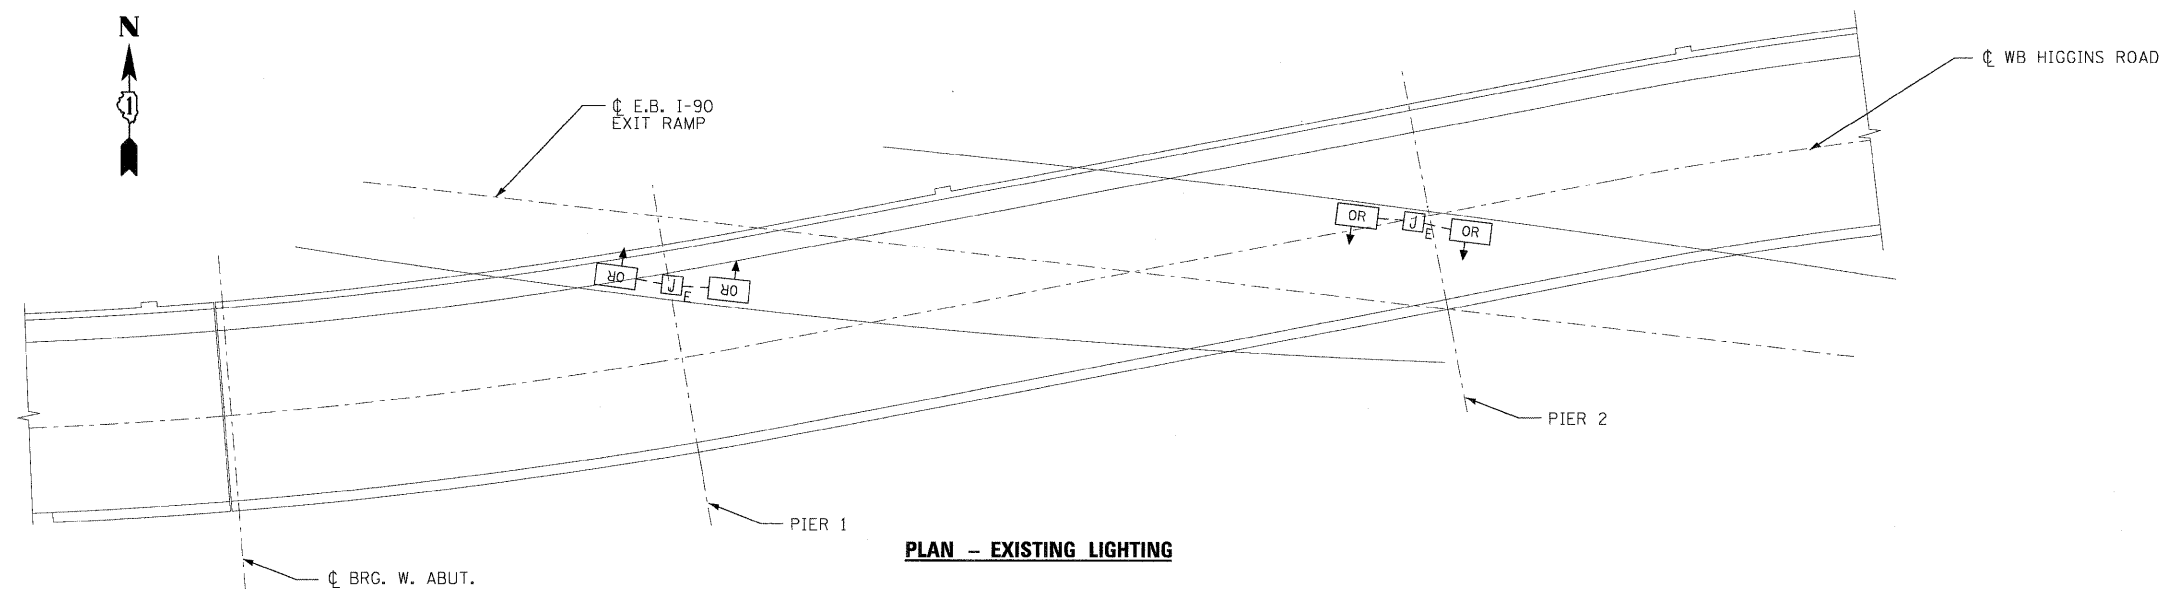 N
1
℄ WB HIGGINS ROAD
℄ E.B. I-90
EXIT RAMP
OR
J
E
OR
OR
J
E
OR
PIER 2
PIER 1
PLAN – EXISTING LIGHTING
℄ BRG. W. ABUT.